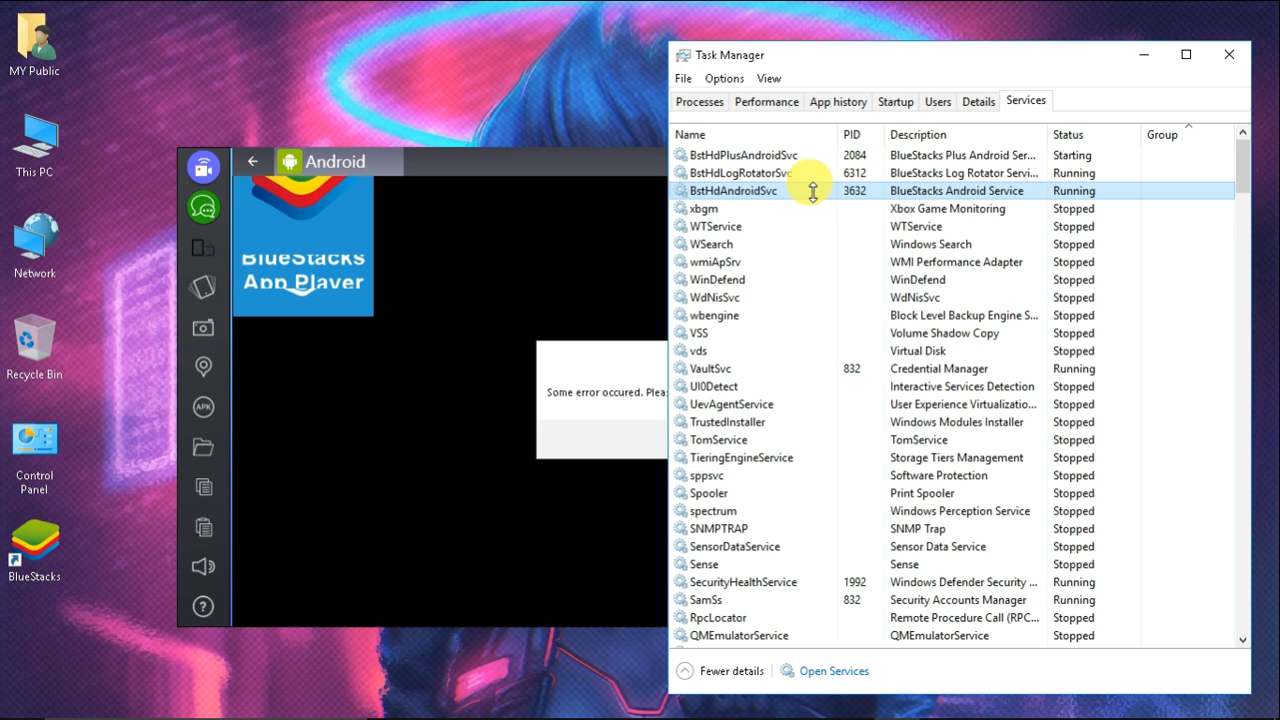 MY Public
This PC
Network
Recycle Bin
Control
Panel
BlueStacks
Android
BlueStacks
App Player
Some error occured. Plea
APK
Task Manager
File Options View
Processes Performance App history Startup Users Details Services
Name PID Description Status Group
BstHdPlusAndroidSvc 2084 BlueStacks Plus Android Ser... Starting
BstHdLogRotatorSvc 6312 BlueStacks Log Rotator Servi... Running
BstHdAndroidSvc 3632 BlueStacks Android Service Running
xbgm Xbox Game Monitoring Stopped
WTService WTService Stopped
WSearch Windows Search Stopped
wmiApSrv WMI Performance Adapter Stopped
WinDefend WinDefend Stopped
WdNisSvc WdNisSvc Stopped
wbengine Block Level Backup Engine S... Stopped
VSS Volume Shadow Copy Stopped
vds Virtual Disk Stopped
VaultSvc 832 Credential Manager Running
UI0Detect Interactive Services Detection Stopped
UevAgentService User Experience Virtualizatio... Stopped
TrustedInstaller Windows Modules Installer Stopped
TomService TomService Stopped
TieringEngineService Storage Tiers Management Stopped
sppsvc Software Protection Stopped
Spooler Print Spooler Stopped
spectrum Windows Perception Service Stopped
SNMPTRAP SNMP Trap Stopped
SensorDataService Sensor Data Service Stopped
Sense Sense Stopped
SecurityHealthService 1992 Windows Defender Security ... Running
SamSs 832 Security Accounts Manager Running
RpcLocator Remote Procedure Call (RPC... Stopped
QMEmulatorService QMEmulatorService Stopped
Fewer details Open Services